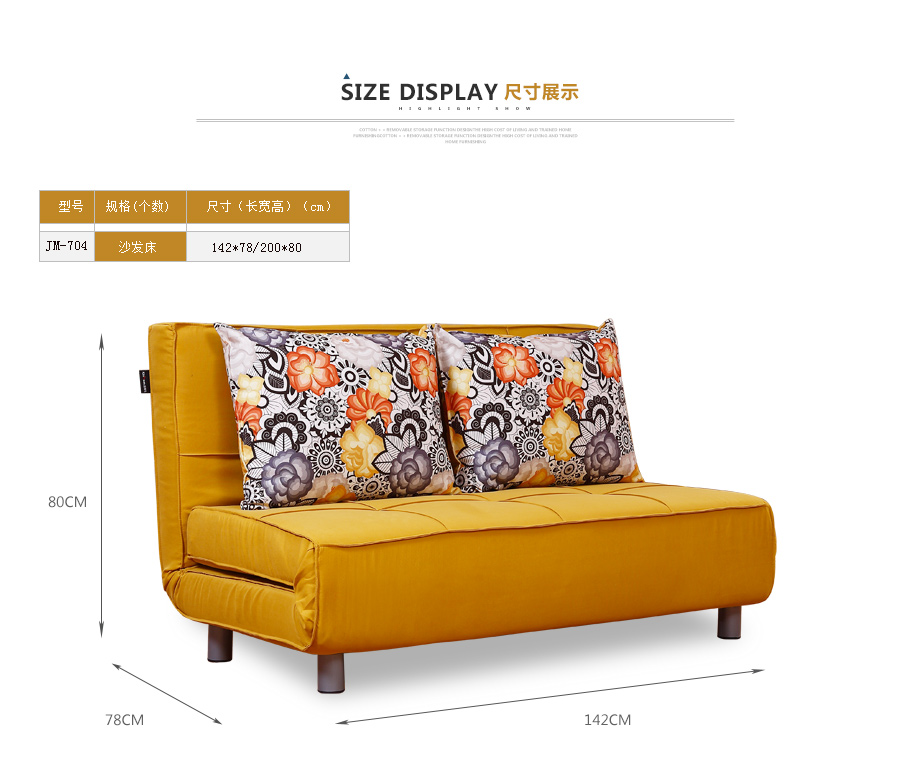 SIZE DISPLAY 尺寸展示
HIGHLIGHT SHOW
COTTON + + REMOVABLE STORAGE FUNCTION DESIGN THE HIGH COST OF LIVING AND TRAINED HOME
FURNISHINGCOTTON + + REMOVABLE STORAGE FUNCTION DESIGN THE HIGH COST OF LIVING AND TRAINED
HOME FURNISHING
型号 规格(个数) 尺寸（长宽高）（cm）
JM-704 沙发床 142*78/200*80
80CM
78CM
142CM